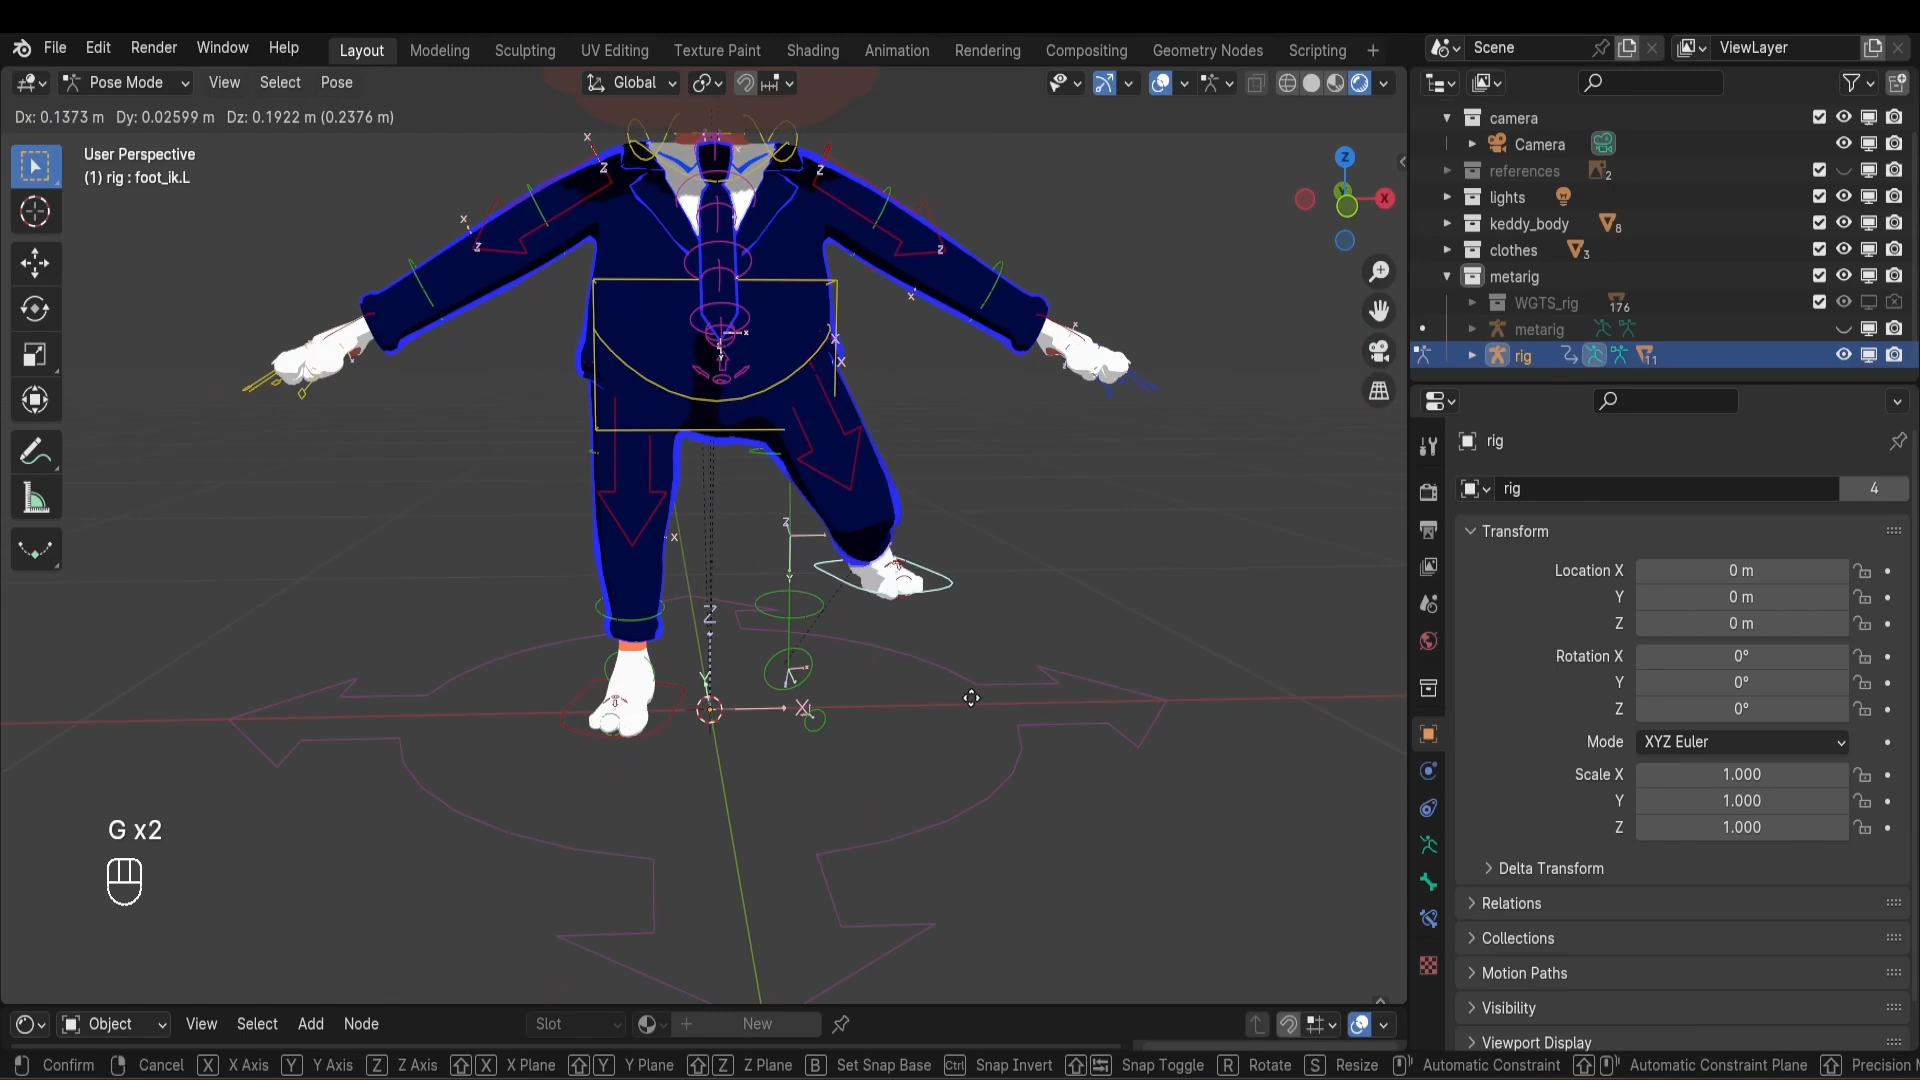 File Edit Render Window Help Layout Modeling Sculpting UV Editing Texture Paint Shading Animation Rendering Compositing Geometry Nodes Scripting + Scene ViewLayer
Pose Mode View Select Pose Global
Dx: 0.1373 m Dy: 0.02599 m Dz: 0.1922 m (0.2376 m)
User Perspective
(1) rig : foot_ik.L
Z
X
camera
Camera
references 2
lights
keddy_body 8
clothes 3
metarig
WGTS_rig 176
metarig
rig 11
rig
rig 4
Transform
Location X 0 m
Y 0 m
Z 0 m
Rotation X 0°
Y 0°
Z 0°
Mode XYZ Euler
Scale X 1.000
Y 1.000
Z 1.000
Delta Transform
Relations
Collections
Motion Paths
Visibility
Viewport Display
G x2
Object View Select Add Node Slot New
Confirm Cancel X X Axis Y Y Axis Z Z Axis X X Plane Y Y Plane Z Z Plane B Set Snap Base Ctrl Snap Invert Snap Toggle R Rotate S Resize Automatic Constraint Automatic Constraint Plane Precision